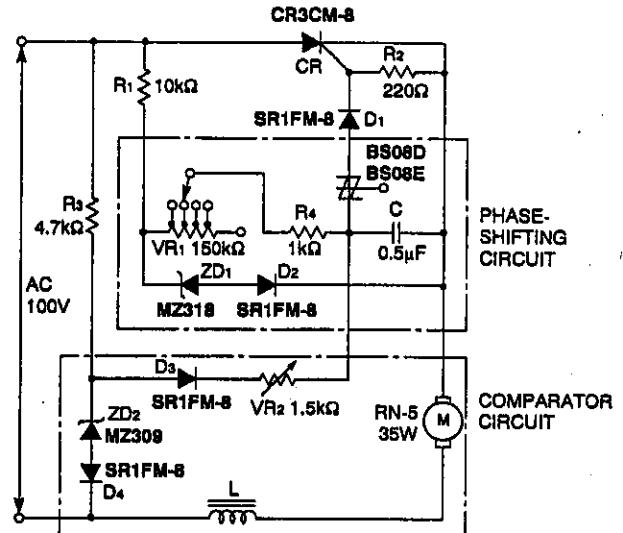 CR3CM-8
CR
R₂
220Ω
R₁
10kΩ
SR1FM-8
D₁
BS08D
BS08E
R₃
4.7kΩ
VR₁ 150kΩ
R₄
1kΩ
C
0.5μF
PHASE-
SHIFTING
CIRCUIT
ZD₁
D₂
MZ318
SR1FM-8
AC
100V
D₃
SR1FM-8
VR₂ 1.5kΩ
RN-5
35W
M
COMPARATOR
CIRCUIT
ZD₂
MZ309
SR1FM-8
D₄
L